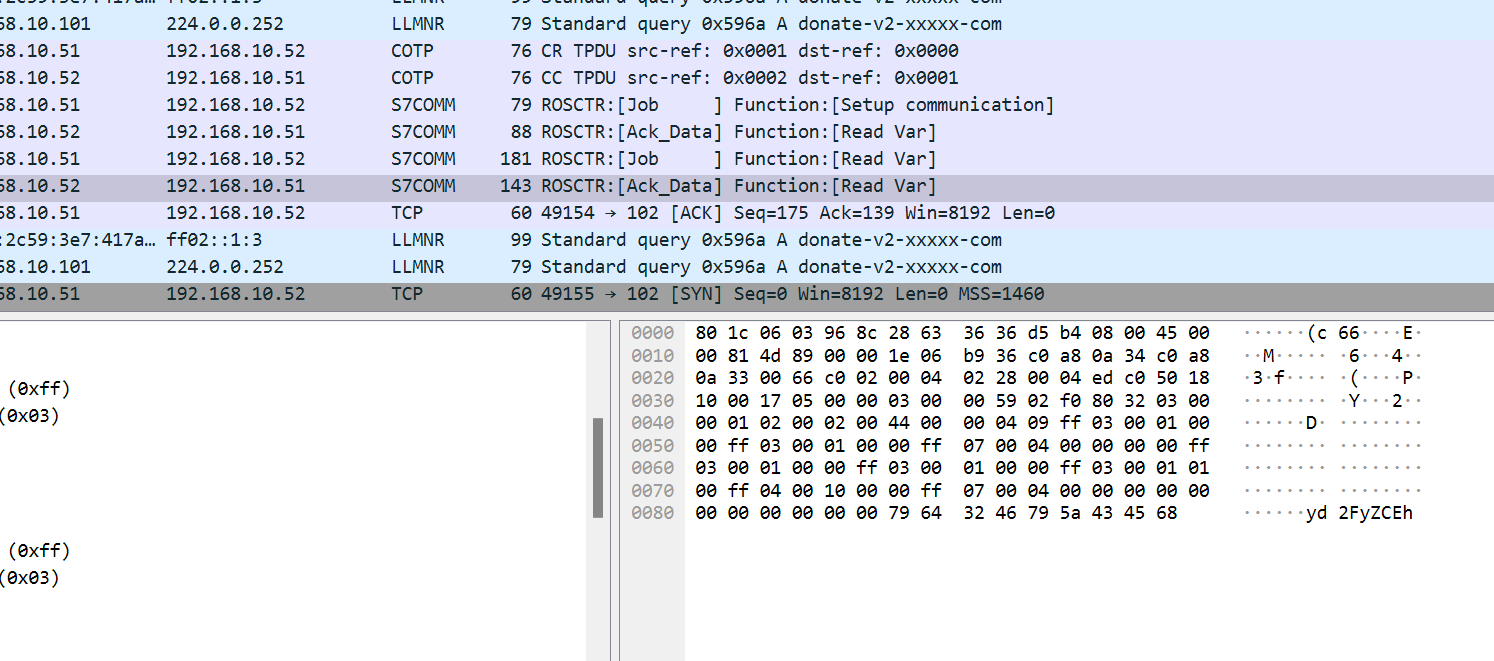 58.10.101 224.0.0.252 LLMNR 79 Standard query 0x596a A donate-v2-xxxxx-com
58.10.51 192.168.10.52 COTP 76 CR TPDU src-ref: 0x0001 dst-ref: 0x0000
58.10.52 192.168.10.51 COTP 76 CC TPDU src-ref: 0x0002 dst-ref: 0x0001
58.10.51 192.168.10.52 S7COMM 79 ROSCTR:[Job ] Function:[Setup communication]
58.10.52 192.168.10.51 S7COMM 88 ROSCTR:[Ack_Data] Function:[Read Var]
58.10.51 192.168.10.52 S7COMM 181 ROSCTR:[Job ] Function:[Read Var]
58.10.52 192.168.10.51 S7COMM 143 ROSCTR:[Ack_Data] Function:[Read Var]
58.10.51 192.168.10.52 TCP 60 49154 → 102 [ACK] Seq=175 Ack=139 Win=8192 Len=0
:2c59:3e7:417a… ff02::1:3 LLMNR 99 Standard query 0x596a A donate-v2-xxxxx-com
58.10.101 224.0.0.252 LLMNR 79 Standard query 0x596a A donate-v2-xxxxx-com
58.10.51 192.168.10.52 TCP 60 49155 → 102 [SYN] Seq=0 Win=8192 Len=0 MSS=1460
(0xff)
(0x03)
(0xff)
(0x03)
0000 80 1c 06 03 96 8c 28 63 36 36 d5 b4 08 00 45 00 ······(c 66····E·
0010 00 81 4d 89 00 00 1e 06 b9 36 c0 a8 0a 34 c0 a8 ··M····· ·6···4··
0020 0a 33 00 66 c0 02 00 04 02 28 00 04 ed c0 50 18 ·3·f···· ·(····P·
0030 10 00 17 05 00 00 03 00 00 59 02 f0 80 32 03 00 ········ ·Y···2··
0040 00 01 02 00 02 00 44 00 00 04 09 ff 03 00 01 00 ······D· ········
0050 00 ff 03 00 01 00 00 ff 07 00 04 00 00 00 00 ff ········ ········
0060 03 00 01 00 00 ff 03 00 01 00 00 ff 03 00 01 01 ········ ········
0070 00 ff 04 00 10 00 00 ff 07 00 04 00 00 00 00 00 ········ ········
0080 00 00 00 00 00 00 79 64 32 46 79 5a 43 45 68 ······yd 2FyZCEh